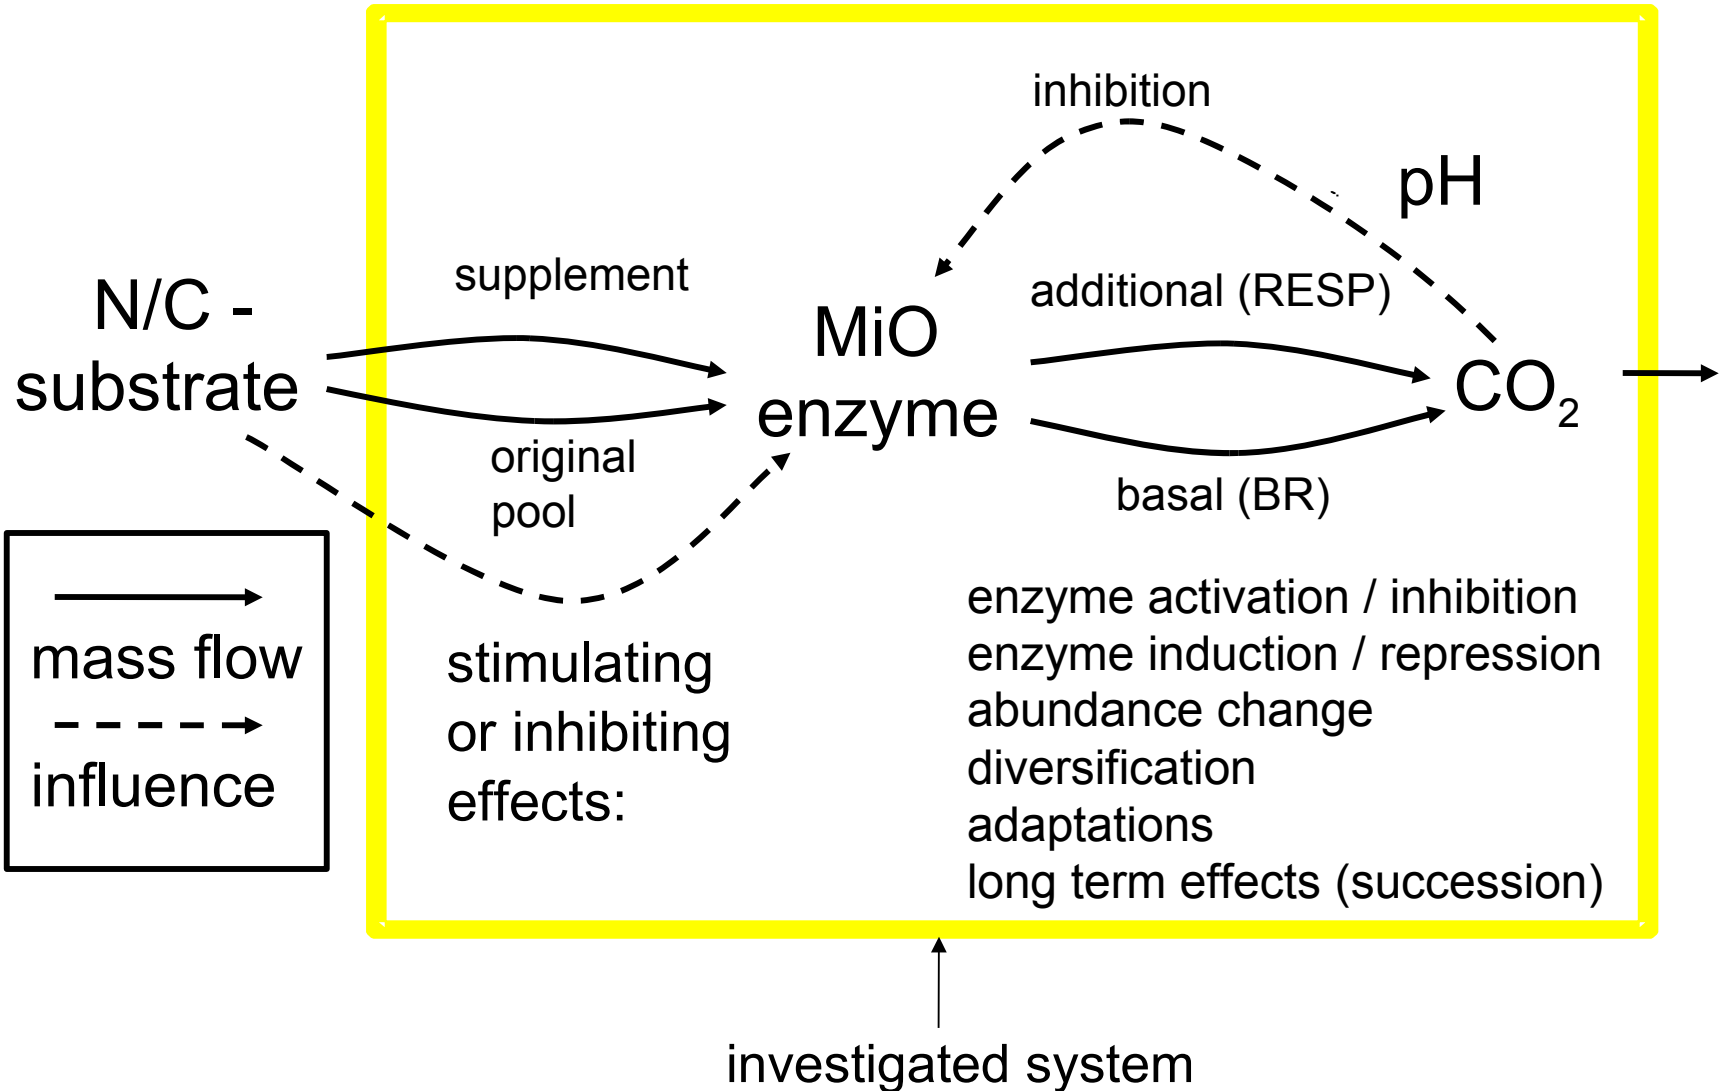 inhibition
pH
supplement
additional (RESP)
N/C -
substrate
MiO
enzyme
CO₂
original
pool
basal (BR)
mass flow
influence
stimulating
or inhibiting
effects:
enzyme activation / inhibition
enzyme induction / repression
abundance change
diversification
adaptations
long term effects (succession)
investigated system